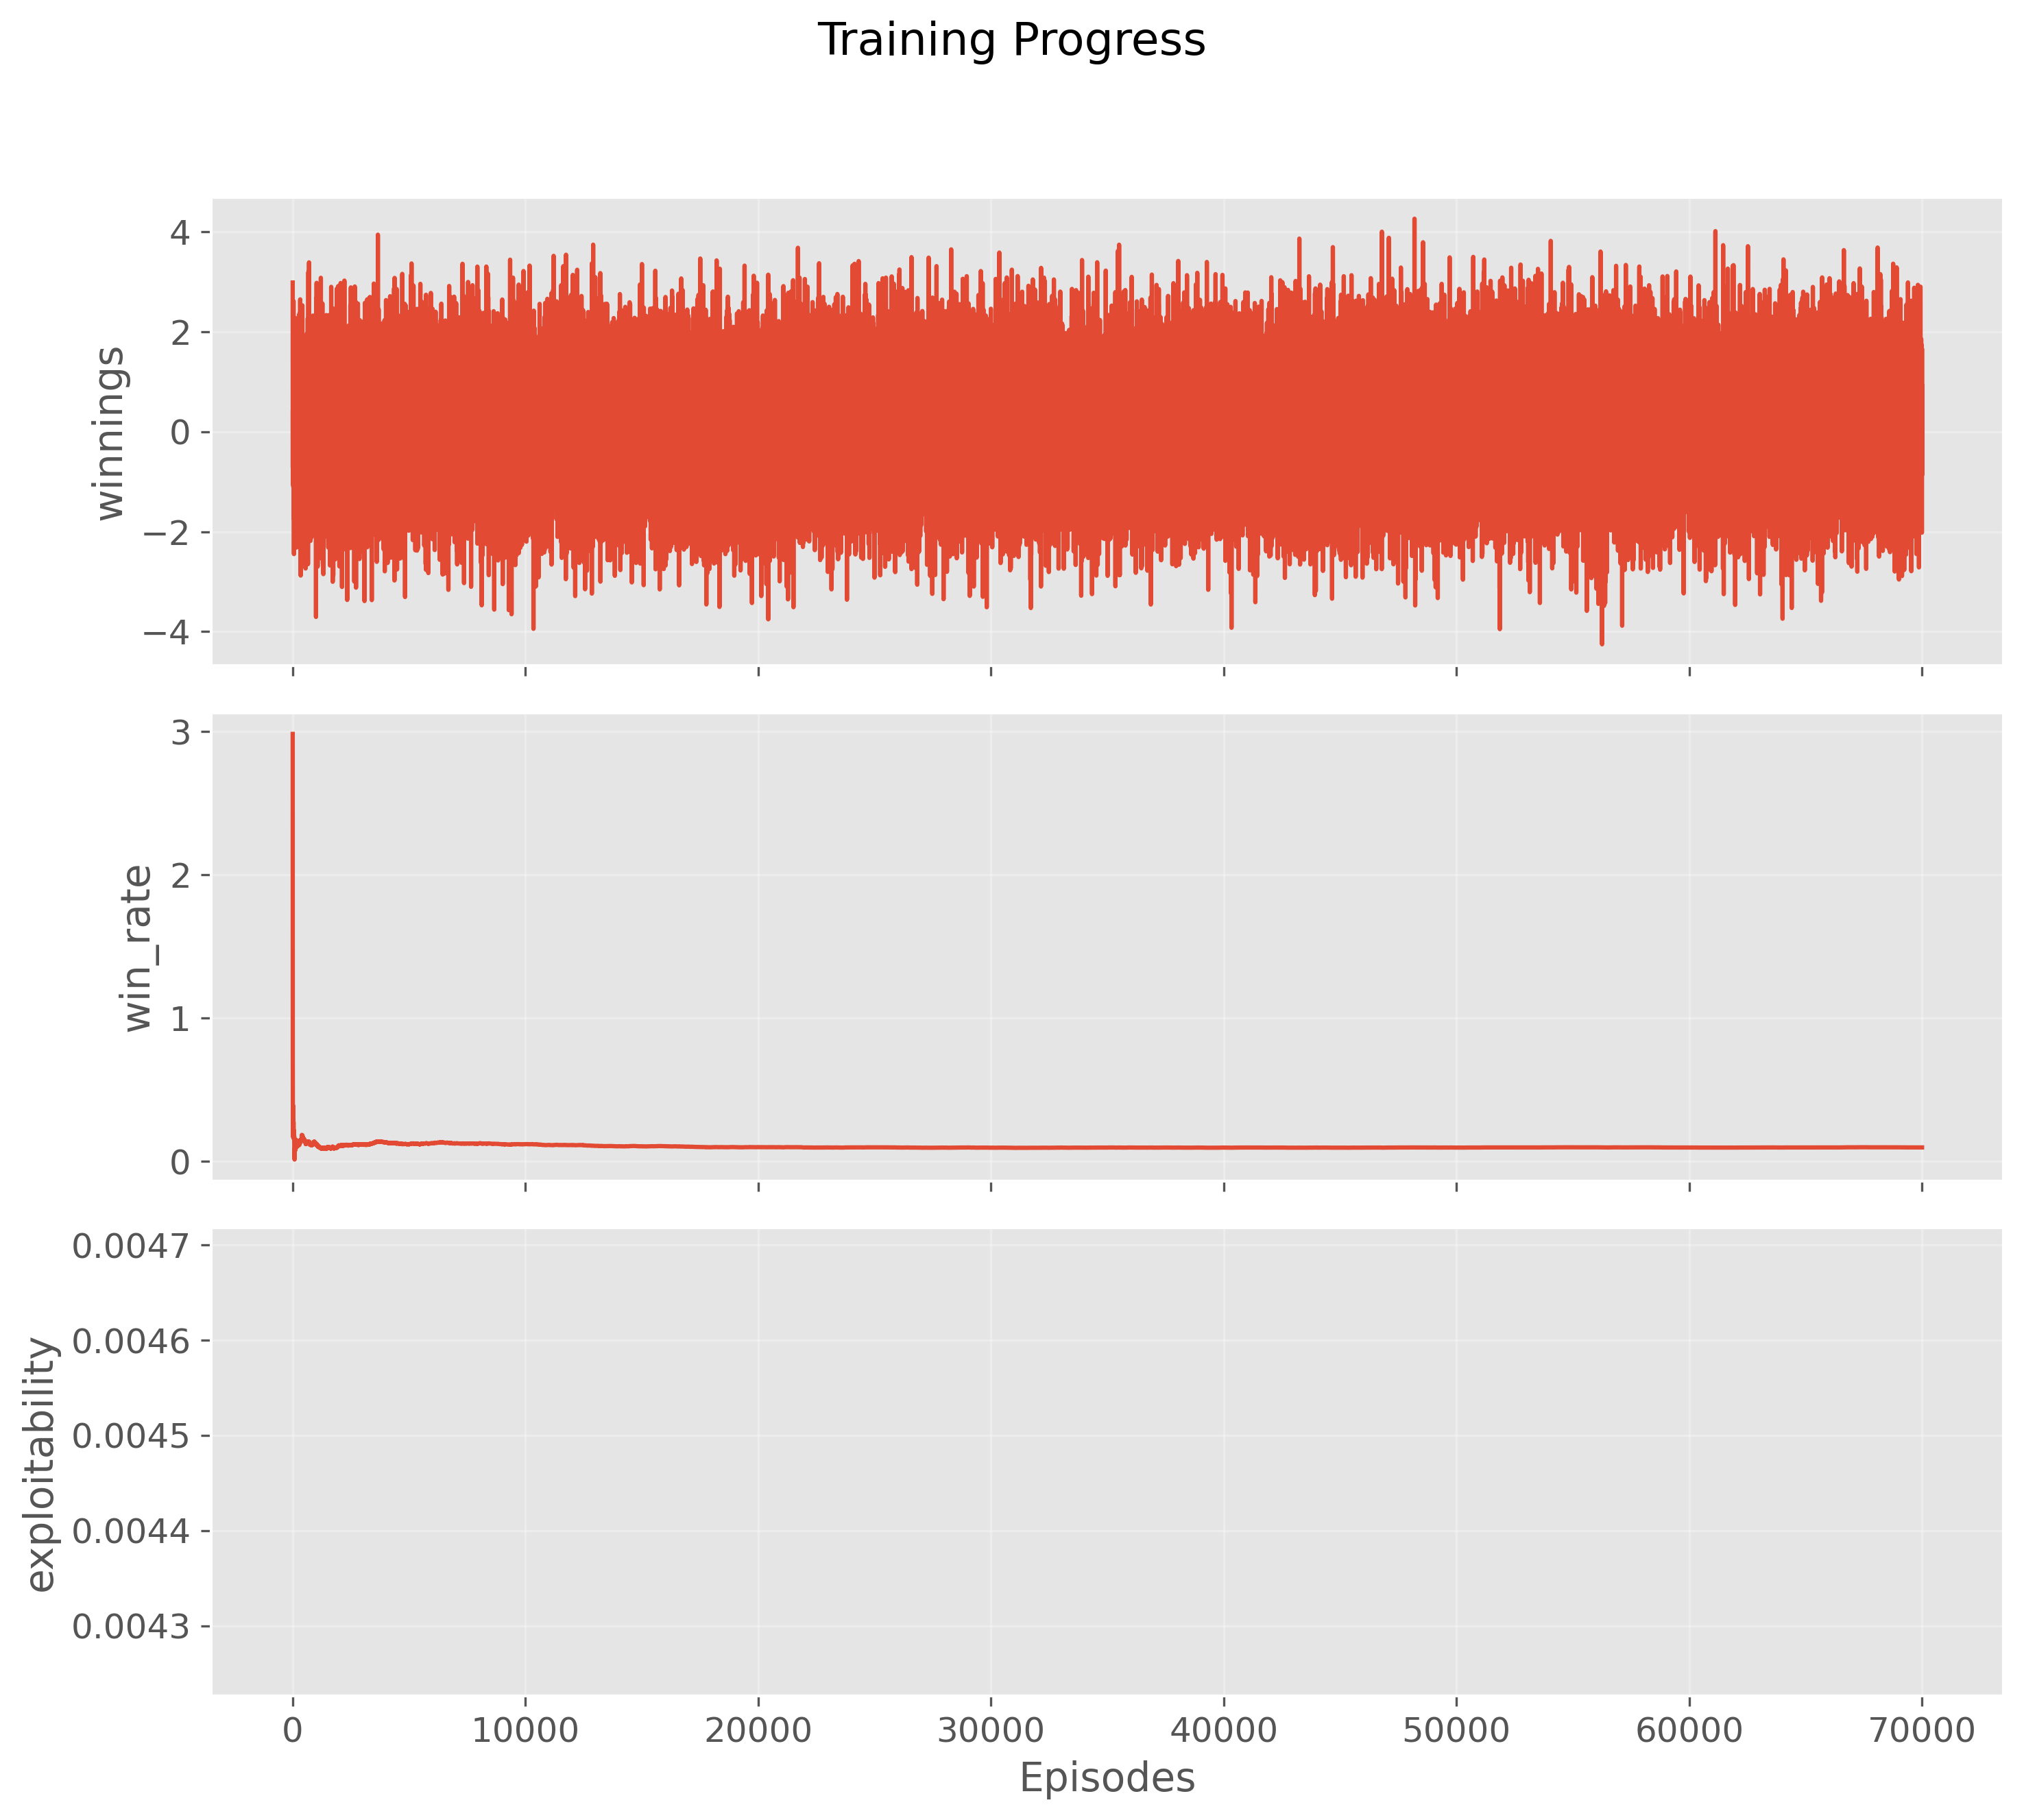 Training Progress
4
2
0
−2
−4
winnings
3
2
1
0
win_rate
0.0047
0.0046
0.0045
0.0044
0.0043
exploitability
0 10000 20000 30000 40000 50000 60000 70000
Episodes